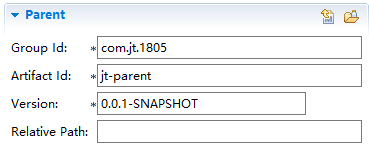 Parent
Group Id: * com.jt.1805
Artifact Id: * jt-parent
Version: * 0.0.1-SNAPSHOT
Relative Path: